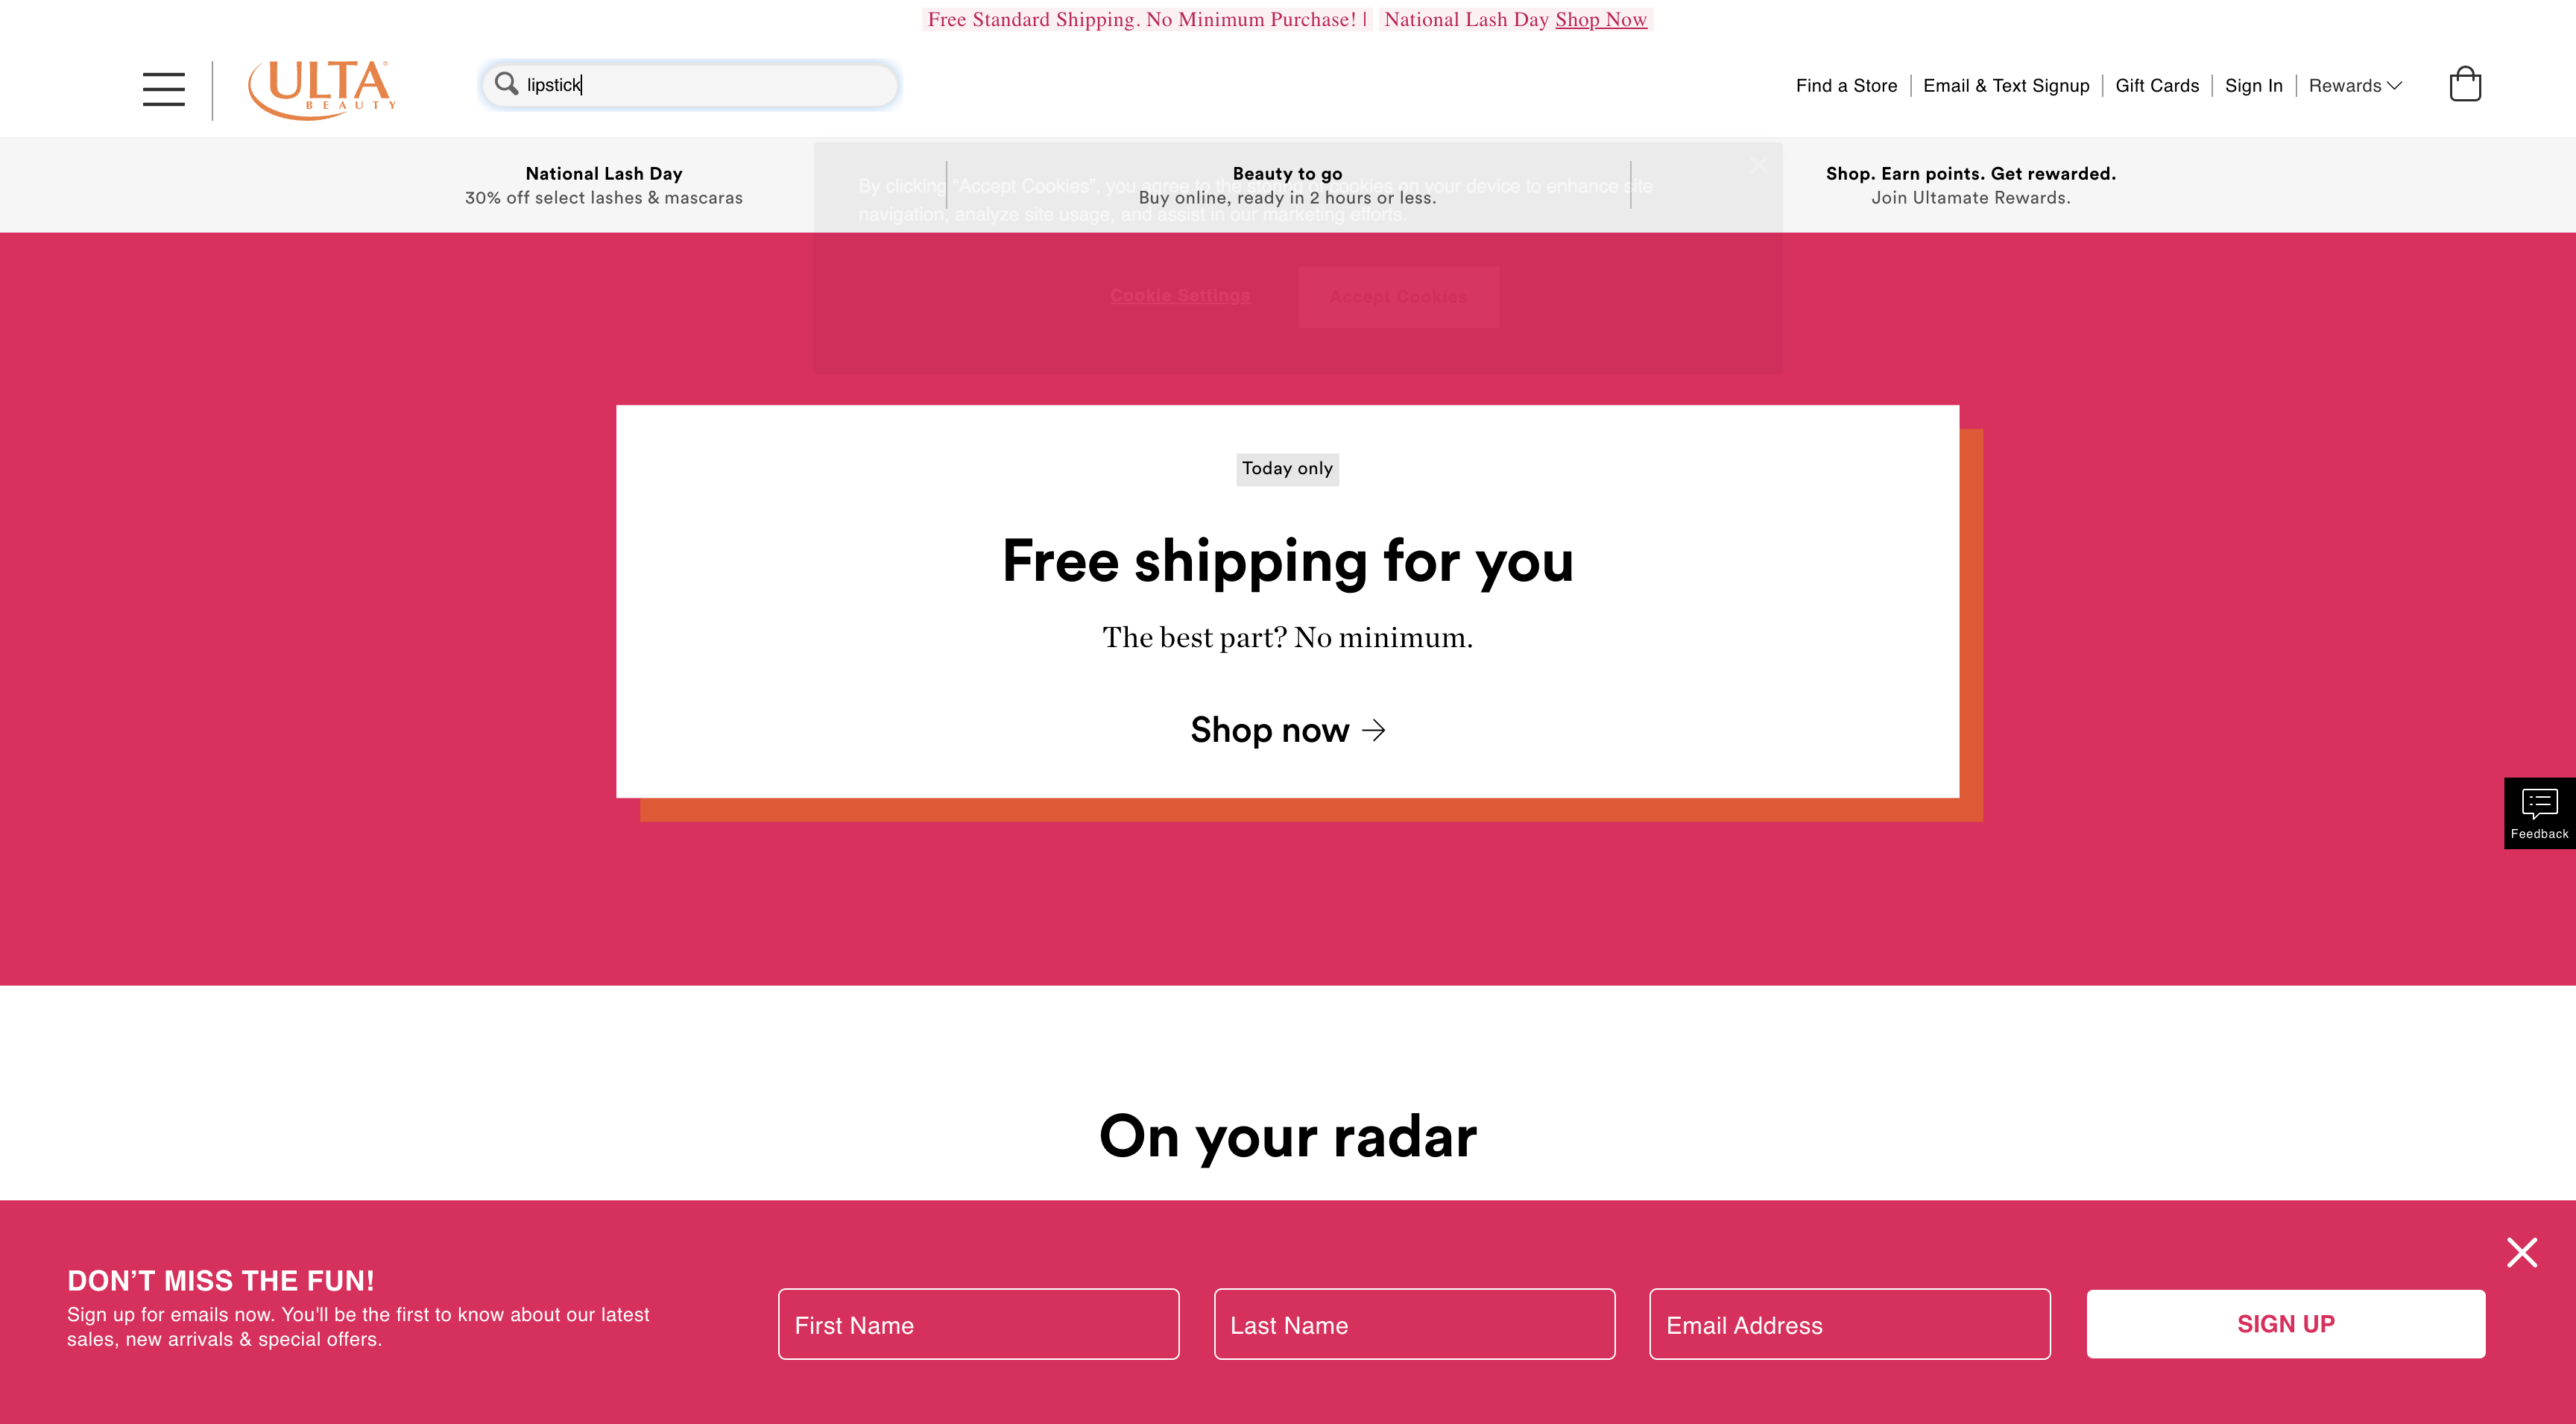 Free Standard Shipping. No Minimum Purchase! | National Lash Day Shop Now
ULTA
BEAUTY
lipstick
Find a Store | Email & Text Signup | Gift Cards | Sign In | Rewards
National Lash Day
30% off select lashes & mascaras
Beauty to go
Buy online, ready in 2 hours or less.
Shop. Earn points. Get rewarded.
Join Ultamate Rewards.
By clicking "Accept Cookies", you agree to the storing of cookies on your device to enhance site
navigation, analyze site usage, and assist in our marketing efforts.
Cookie Settings
Accept Cookies
Today only
Free shipping for you
The best part? No minimum.
Shop now →
Feedback
On your radar
DON'T MISS THE FUN!
Sign up for emails now. You'll be the first to know about our latest
sales, new arrivals & special offers.
First Name
Last Name
Email Address
SIGN UP